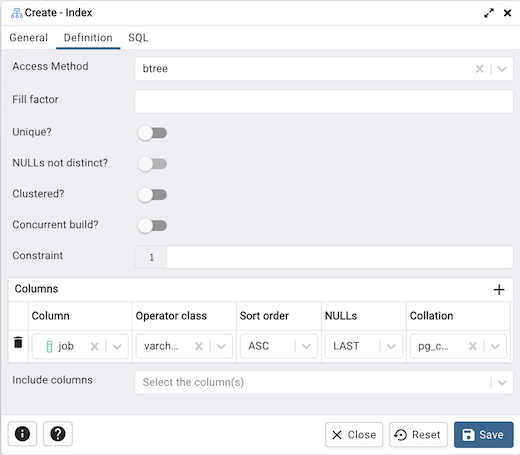 Create - Index
General Definition SQL
Access Method btree
Fill factor
Unique?
NULLs not distinct?
Clustered?
Concurrent build?
Constraint 1
Columns
Column Operator class Sort order NULLs Collation
job varch... ASC LAST pg_c...
Include columns Select the column(s)
Close Reset Save